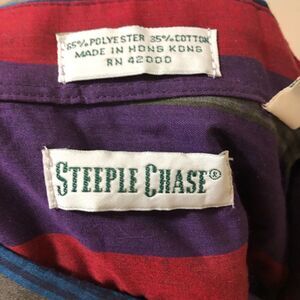 65% POLYESTER 35% COTTON
MADE IN HONG KONG
RN 42000
STEEPLE CHASE®